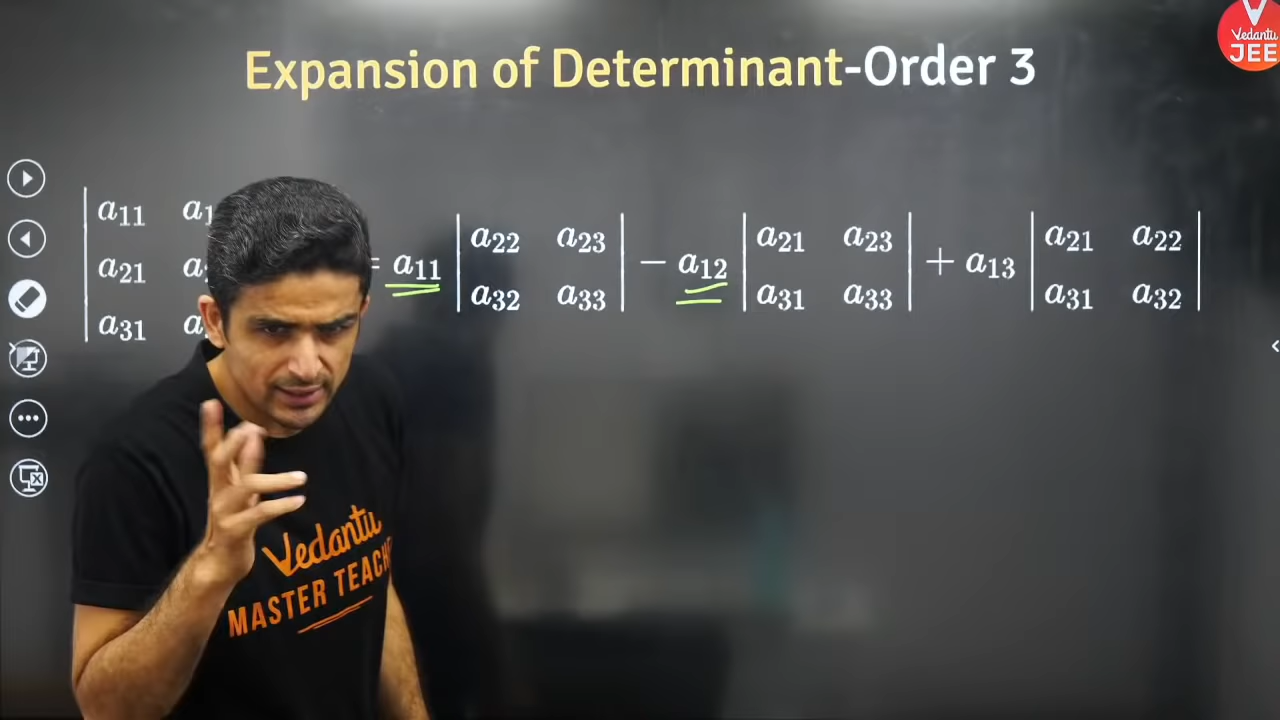 Vedantu
JEE
Expansion of Determinant-Order 3
a11
a21
a31
= a11 | a22 a23 | − a12 | a21 a23 | + a13 | a21 a22 |
| a32 a33 | | a31 a33 | | a31 a32 |
Vedantu
MASTER